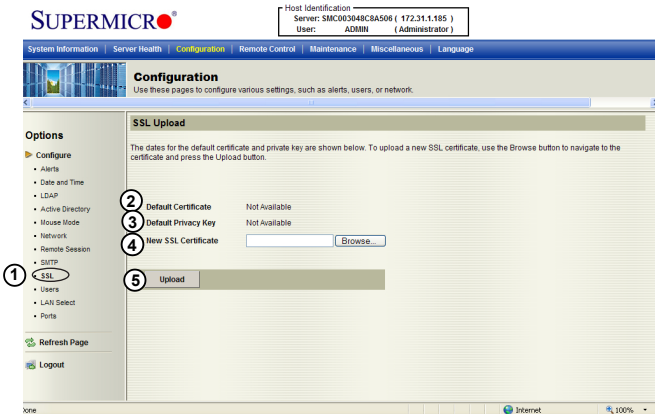 SUPERMICR®
Host Identification
Server: SMC003048C8A506 ( 172.31.1.185 )
User: ADMIN ( Administrator )
System Information | Server Health | Configuration | Remote Control | Maintenance | Miscellaneous | Language
Configuration
Use these pages to configure various settings, such as alerts, users, or network.
Options
Configure
• Alerts
• Date and Time
• LDAP
• Active Directory
• Mouse Mode
• Network
• Remote Session
• SMTP
1 • SSL
• Users
• LAN Select
• Ports
Refresh Page
Logout
SSL Upload
The dates for the default certificate and private key are shown below. To upload a new SSL certificate, use the Browse button to navigate to the
certificate and press the Upload button.
2 Default Certificate Not Available
3 Default Privacy Key Not Available
4 New SSL Certificate Browse...
5 Upload
Done Internet 100%